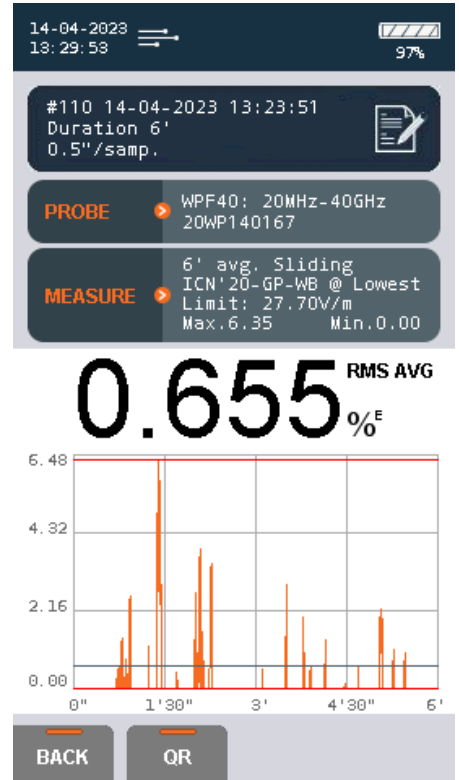 14-04-2023
13:29:53
97%
#110 14-04-2023 13:23:51
Duration 6'
0.5"/samp.
PROBE
WPF40: 20MHz-40GHz
20WP140167
MEASURE
6' avg. Sliding
ICN'20-GP-WB @ Lowest
Limit: 27.70V/m
Max.6.35 Min.0.00
0.655 RMS AVG
%E
6.48
4.32
2.16
0.00
0" 1'30" 3' 4'30" 6'
BACK QR